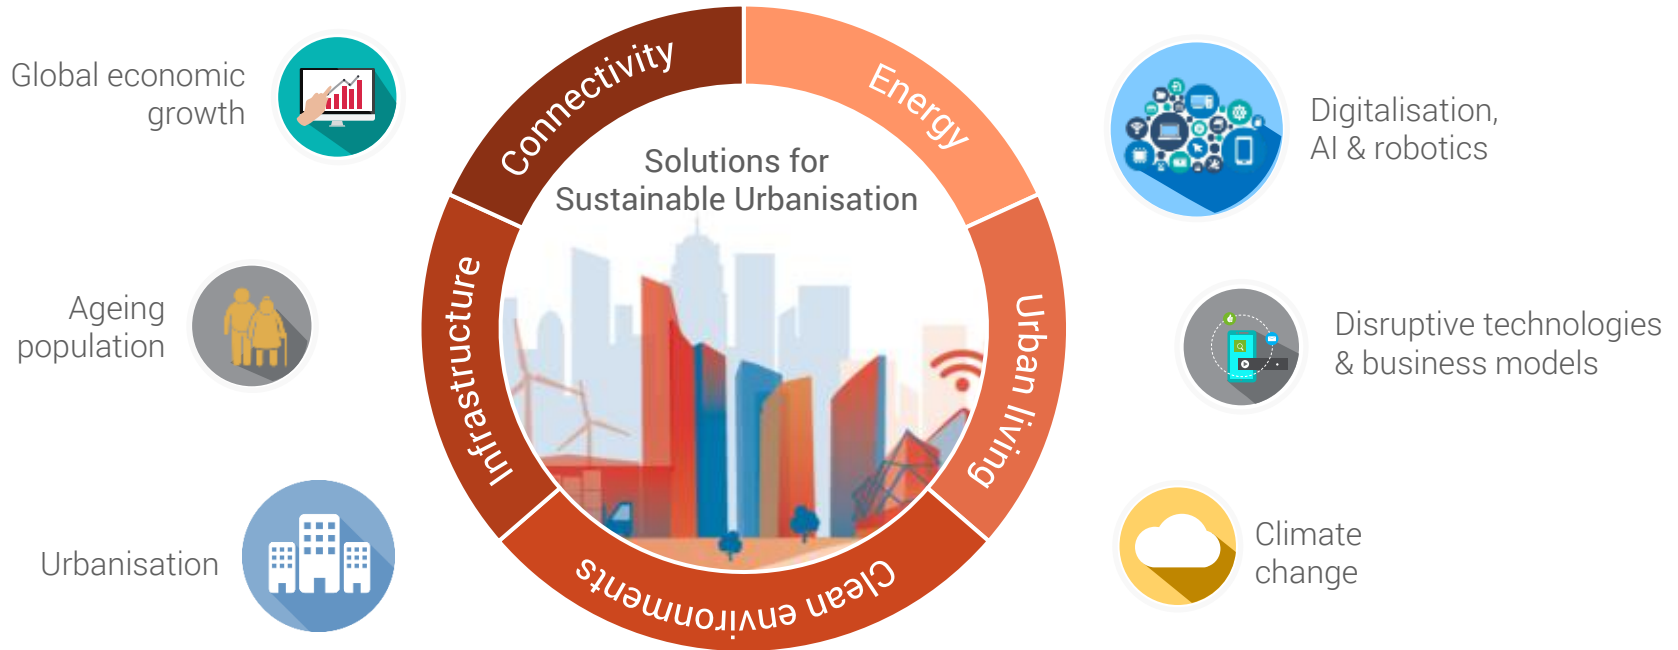 Global economic
growth
Ageing
population
Urbanisation
Connectivity
Energy
Urban living
Clean environments
Infrastructure
Solutions for
Sustainable Urbanisation
Digitalisation,
AI & robotics
Disruptive technologies
& business models
Climate
change